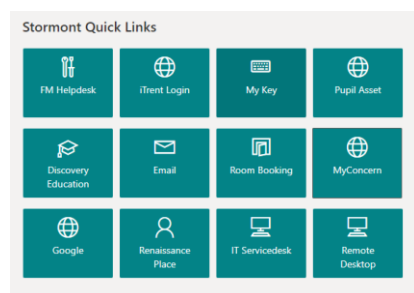 Stormont Quick Links
FM Helpdesk
iTrent Login
My Key
Pupil Asset
Discovery
Education
Email
Room Booking
MyConcern
Google
Renaissance
Place
IT Servicedesk
Remote
Desktop